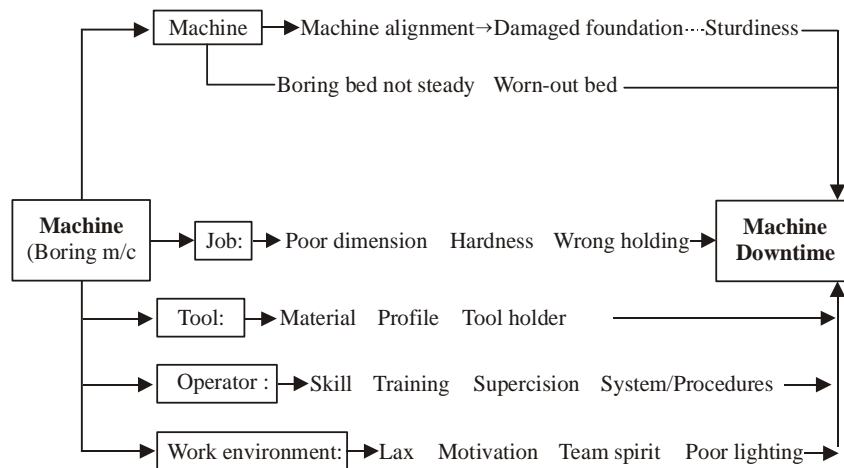 Machine Machine alignment→Damaged foundation····Sturdiness
Boring bed not steady Worn-out bed
Machine
(Boring m/c
Job: Poor dimension Hardness Wrong holding
Machine
Downtime
Tool: Material Profile Tool holder
Operator : Skill Training Supercision System/Procedures
Work environment: Lax Motivation Team spirit Poor lighting